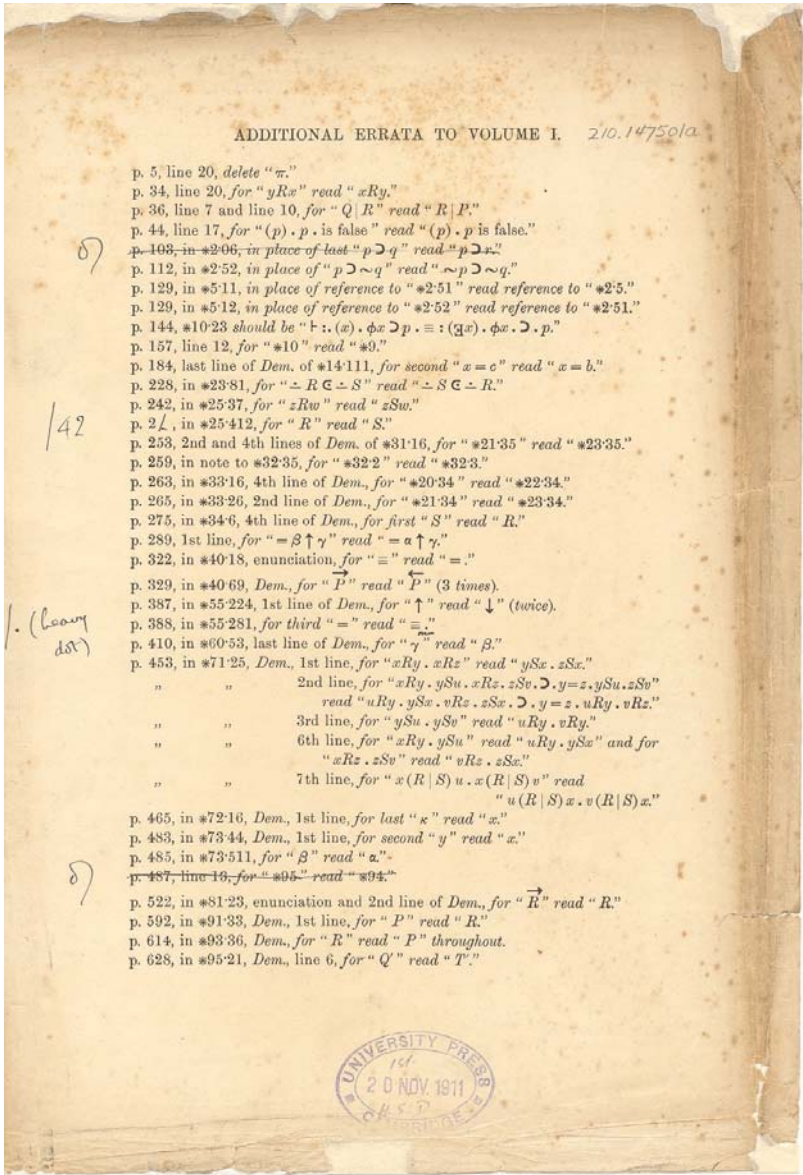 ADDITIONAL ERRATA TO VOLUME I. 210.14750/a
p. 5, line 20, delete “π.”
p. 34, line 20, for “yRx” read “xRy.”
p. 36, line 7 and line 10, for “Q | R” read “R | P.”
p. 44, line 17, for “(p) . p . is false” read “(p) . p is false.”
p. 103, in ✱2·06, in place of last “p ⊃ q” read “p ⊃ r.”
p. 112, in ✱2·52, in place of “p ⊃ ∼q” read “∼p ⊃ ∼q.”
p. 129, in ✱5·11, in place of reference to “✱2·51” read reference to “✱2·5.”
p. 129, in ✱5·12, in place of reference to “✱2·52” read reference to “✱2·51.”
p. 144, ✱10·23 should be “⊢ :. (x) . ϕx ⊃ p . ≡ : (ƎX) . ϕx . ⊃ . p.”
p. 157, line 12, for “✱10” read “✱9.”
p. 184, last line of Dem. of ✱14·111, for second “x = c” read “x = b.”
p. 228, in ✱23·81, for “∸ R ⋐ ∸ S” read “∸ S ⋐ ∸ R.”
p. 242, in ✱25·37, for “zRw” read “zSw.”
/42 p. 2/ , in ✱25·412, for “R” read “S.”
p. 253, 2nd and 4th lines of Dem. of ✱31·16, for “✱21·35” read “✱23·35.”
p. 259, in note to ✱32·35, for “✱32·2” read “✱32·3.”
p. 263, in ✱33·16, 4th line of Dem., for “✱20·34” read “✱22·34.”
p. 265, in ✱33·26, 2nd line of Dem., for “✱21·34” read “✱23·34.”
p. 275, in ✱34·6, 4th line of Dem., for first “S” read “R.”
p. 289, 1st line, for “= β ↑ γ” read “= α ↑ γ.”
p. 322, in ✱40·18, enunciation, for “≡” read “= .”
p. 329, in ✱40·69, Dem., for “P⃗” read “P⃖” (3 times).
p. 387, in ✱55·224, 1st line of Dem., for “↑” read “↓” (twice).
/. (heavy dot) p. 388, in ✱55·281, for third “=” read “≡.”
p. 410, in ✱60·53, last line of Dem., for “γ” read “β.”
p. 453, in ✱71·25, Dem., 1st line, for “xRy . xRz” read “ySx . zSx.”
„ „ 2nd line, for “xRy . ySu . xRz . zSv . ⊃ . y = z . ySu . zSv”
read “uRy . ySx . vRz . zSx . ⊃ . y = z . uRy . vRz.”
„ „ 3rd line, for “ySu . ySv” read “uRy . vRy.”
„ „ 6th line, for “xRy . ySu” read “uRy . ySx” and for
“xRz . zSv” read “vRz . zSx.”
„ „ 7th line, for “x (R | S) u . x (R | S) v” read
“u (R | S) x . v (R | S) x.”
p. 465, in ✱72·16, Dem., 1st line, for last “κ” read “x.”
p. 483, in ✱73·44, Dem., 1st line, for second “y” read “x.”
p. 485, in ✱73·511, for “β” read “α.”
p. 487, line 13, for “✱95” read “✱94.”
p. 522, in ✱81·23, enunciation and 2nd line of Dem., for “R⃗” read “R.”
p. 592, in ✱91·33, Dem., 1st line, for “P” read “R.”
p. 614, in ✱93·36, Dem., for “R” read “P” throughout.
p. 628, in ✱95·21, Dem., line 6, for “Q′” read “T′.”
UNIVERSITY PRESS
1st
20 NOV. 1911
CAMBRIDGE